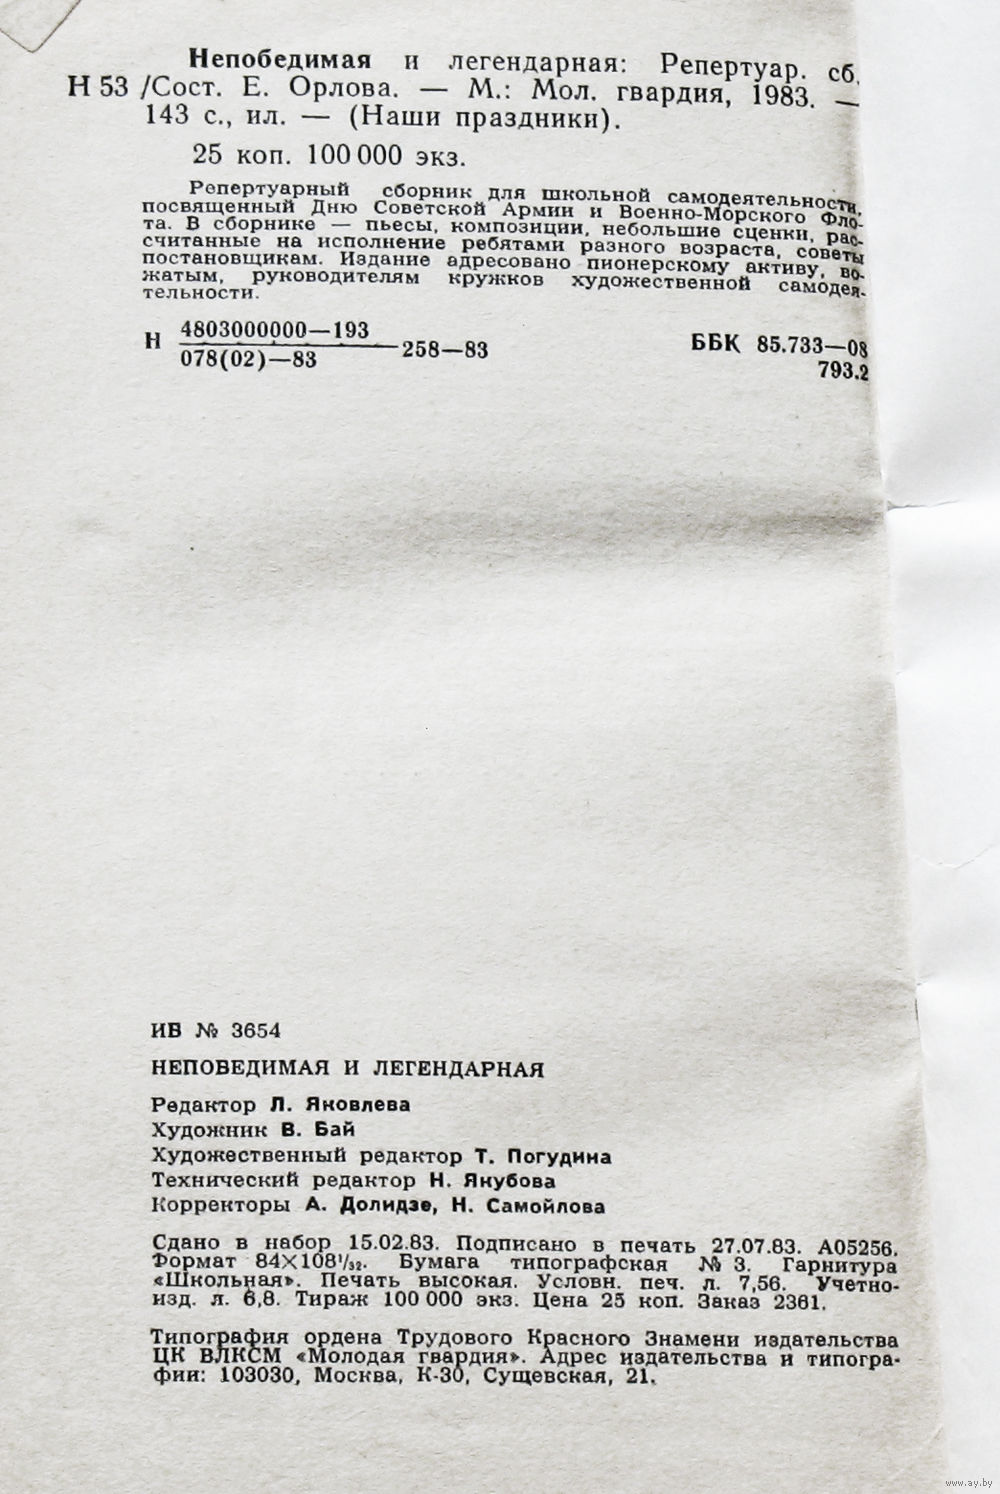 Непобедимая и легендарная: Репертуар. сб.
Н 53 /Сост. Е. Орлова. — М.: Мол. гвардия, 1983. —
143 с., ил. — (Наши праздники).
25 коп. 100 000 экз.
Репертуарный сборник для школьной самодеятельности,
посвященный Дню Советской Армии и Военно-Морского Фло-
та. В сборнике — пьесы, композиции, небольшие сценки, рас-
считанные на исполнение ребятами разного возраста, советы
постановщикам. Издание адресовано пионерскому активу, во-
жатым, руководителям кружков художественной самодея-
тельности.
Н 4803000000—193
078(02)—83
258—83
ББК 85.733—08
793.2
ИБ № 3654
НЕПОБЕДИМАЯ И ЛЕГЕНДАРНАЯ
Редактор Л. Яковлева
Художник В. Бай
Художественный редактор Т. Погудина
Технический редактор Н. Якубова
Корректоры А. Долидзе, Н. Самойлова
Сдано в набор 15.02.83. Подписано в печать 27.07.83. А05256.
Формат 84×108¹/₃₂. Бумага типографская № 3. Гарнитура
«Школьная». Печать высокая. Условн. печ. л. 7,56. Учетно-
изд. л. 6,8. Тираж 100 000 экз. Цена 25 коп. Заказ 2361.
Типография ордена Трудового Красного Знамени издательства
ЦК ВЛКСМ «Молодая гвардия». Адрес издательства и типогра-
фии: 103030, Москва, К-30, Сущевская, 21.
www.ay.by